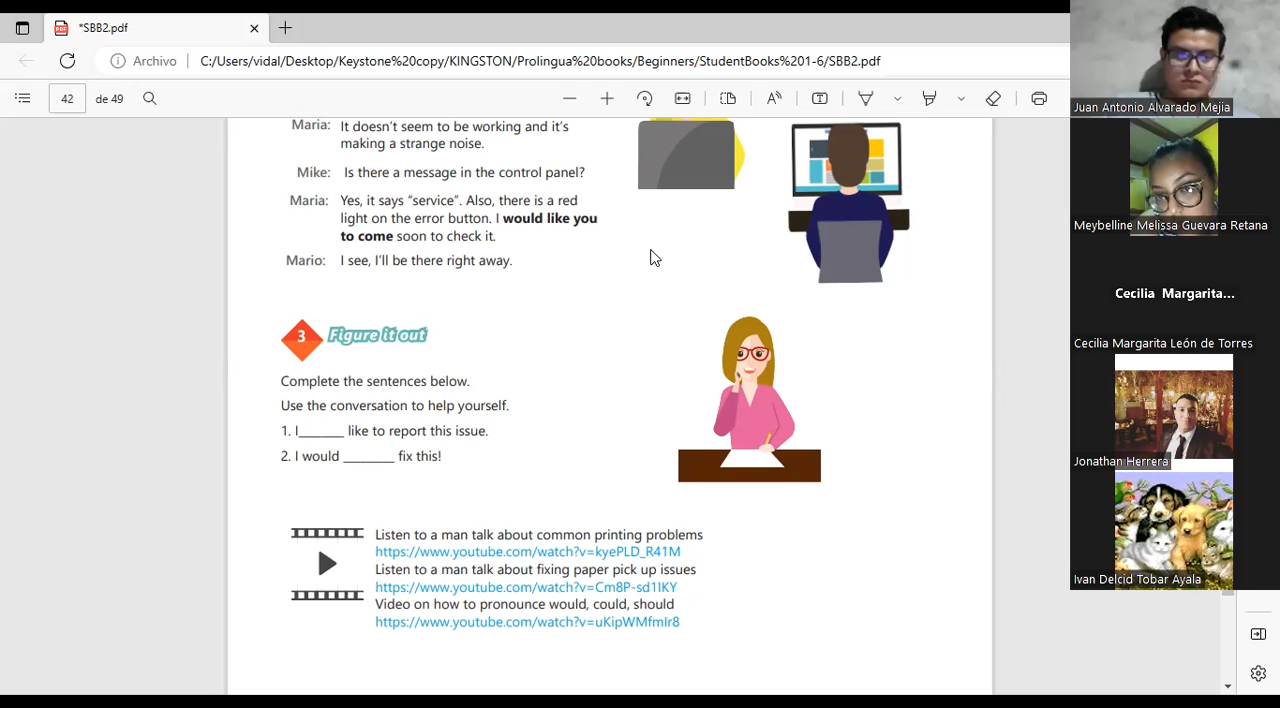 *SBB2.pdf
Archivo
C:/Users/vidal/Desktop/Keystone%20copy/KINGSTON/Prolingua%20books/Beginners/StudentBooks%201-6/SBB2.pdf
42 de 49
Maria: It doesn't seem to be working and it's
making a strange noise.
Mike: Is there a message in the control panel?
Maria: Yes, it says "service". Also, there is a red
light on the error button. I would like you
to come soon to check it.
Mario: I see, I'll be there right away.
3 Figure it out
Complete the sentences below.
Use the conversation to help yourself.
1. I_______ like to report this issue.
2. I would ________ fix this!
Listen to a man talk about common printing problems
https://www.youtube.com/watch?v=kyePLD_R41M
Listen to a man talk about fixing paper pick up issues
https://www.youtube.com/watch?v=Cm8P-sd1IKY
Video on how to pronounce would, could, should
https://www.youtube.com/watch?v=uKipWMfmIr8
Juan Antonio Alvarado Mejia
Meybelline Melissa Guevara Retana
Cecilia Margarita...
Cecilia Margarita León de Torres
Jonathan Herrera
Ivan Delcid Tobar Ayala